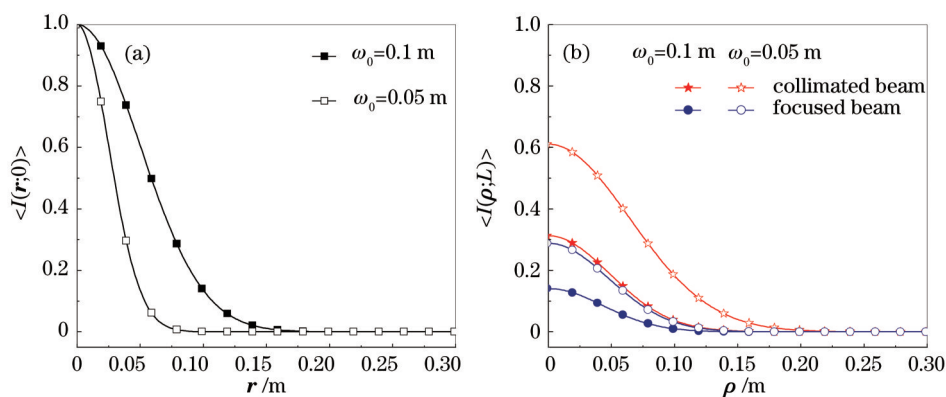 (a)
ω0=0.1 m
ω0=0.05 m
<I(r;0)>
1.0
0.8
0.6
0.4
0.2
0
0 0.05 0.10 0.15 0.20 0.25 0.30
r /m
(b)
ω0=0.1 m ω0=0.05 m
collimated beam
focused beam
<I(ρ;L)>
1.0
0.8
0.6
0.4
0.2
0
0 0.05 0.10 0.15 0.20 0.25 0.30
ρ /m